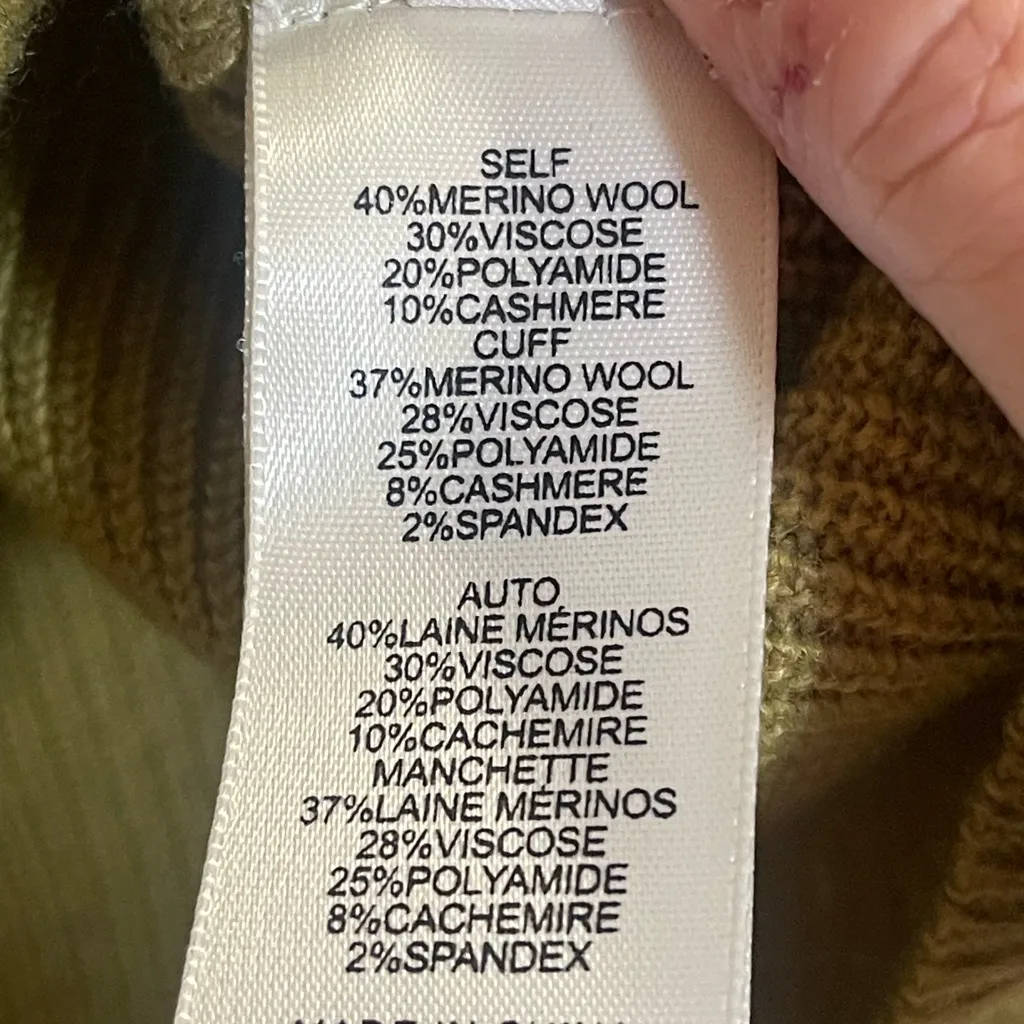 SELF
40%MERINO WOOL
30%VISCOSE
20%POLYAMIDE
10%CASHMERE
CUFF
37%MERINO WOOL
28%VISCOSE
25%POLYAMIDE
8%CASHMERE
2%SPANDEX
AUTO
40%LAINE MÉRINOS
30%VISCOSE
20%POLYAMIDE
10%CACHEMIRE
MANCHETTE
37%LAINE MÉRINOS
28%VISCOSE
25%POLYAMIDE
8%CACHEMIRE
2%SPANDEX